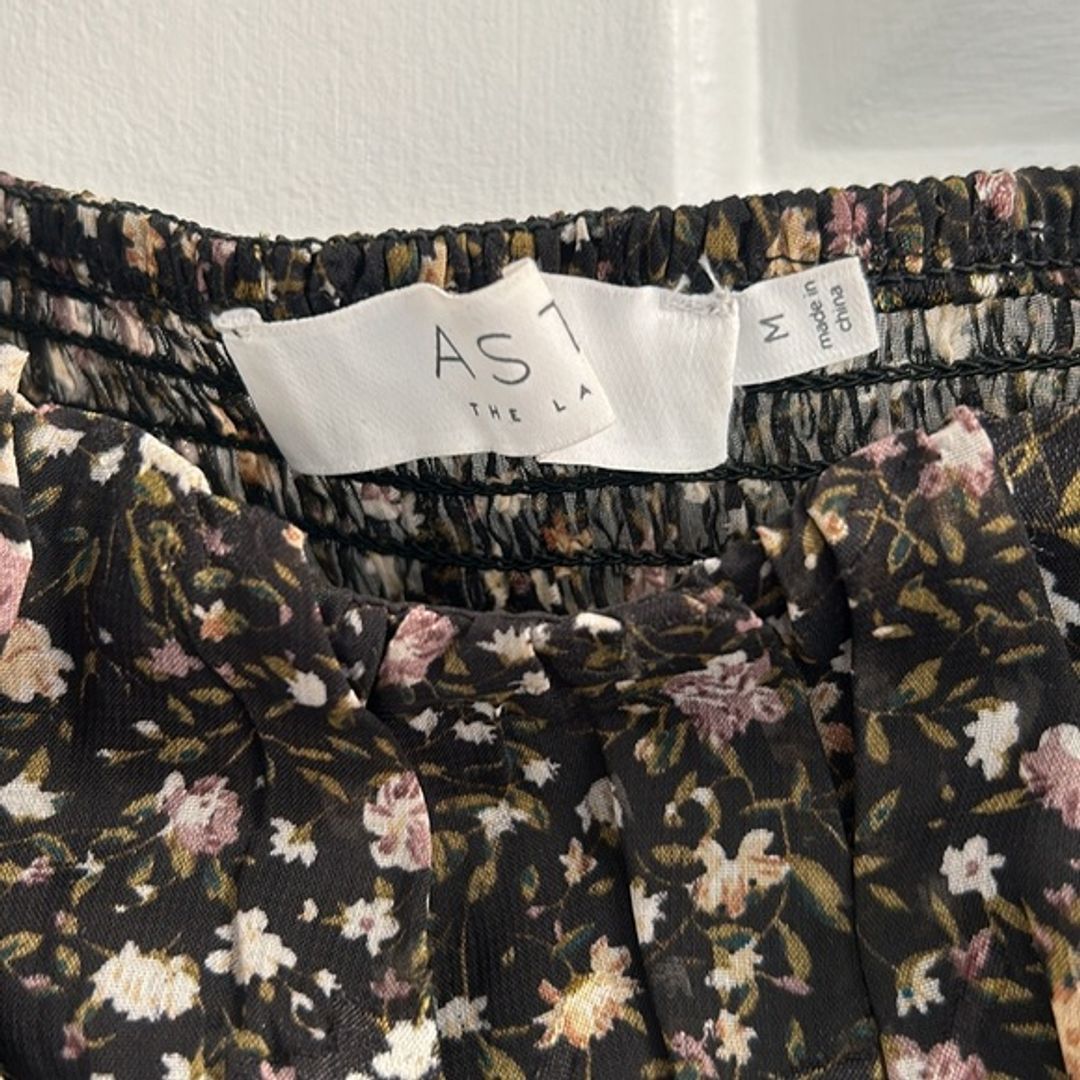 AS
THE LA
M
made in
china